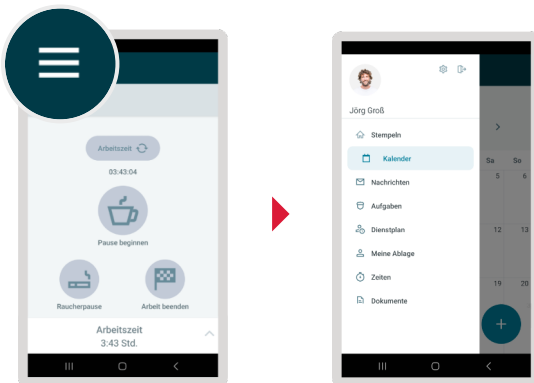 Arbeitszeit
03:43:04
Pause beginnen
Raucherpause
Arbeit beenden
Arbeitszeit
3:43 Std.
Jörg Groß
Stempeln
Kalender
Nachrichten
Aufgaben
Dienstplan
Meine Ablage
Zeiten
Dokumente
Sa So
5 6
12 13
19 20